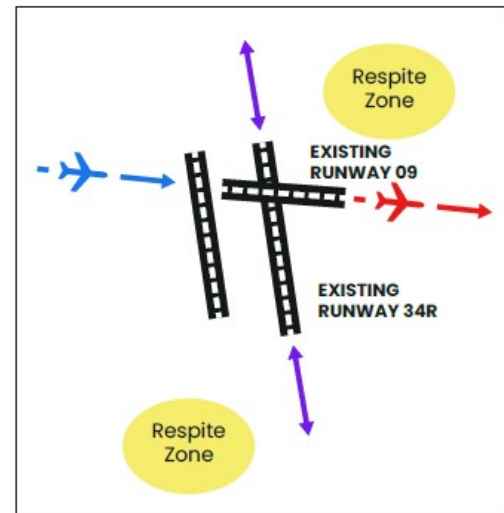 Respite
Zone
EXISTING
RUNWAY 09
EXISTING
RUNWAY 34R
Respite
Zone